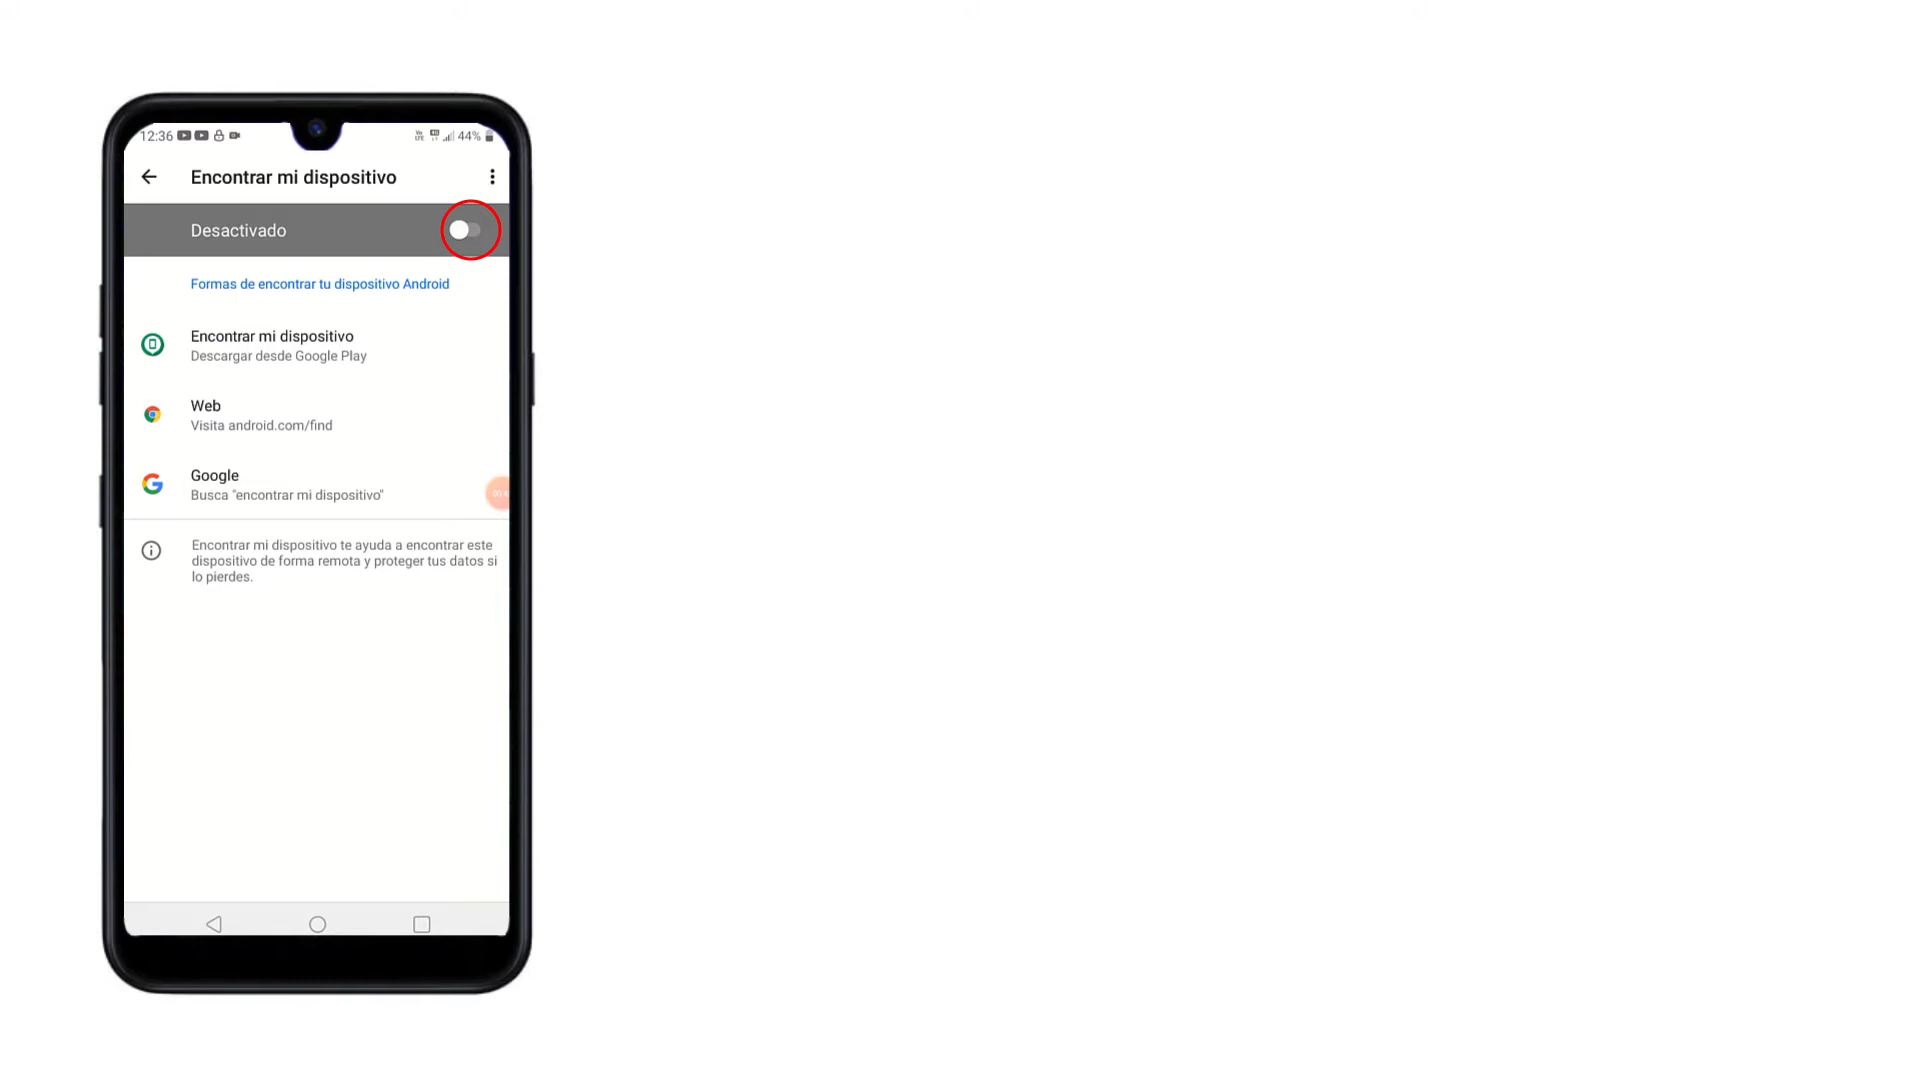 12:36
44%
Encontrar mi dispositivo
Desactivado
Formas de encontrar tu dispositivo Android
Encontrar mi dispositivo
Descargar desde Google Play
Web
Visita android.com/find
Google
Busca "encontrar mi dispositivo"
Encontrar mi dispositivo te ayuda a encontrar este
dispositivo de forma remota y proteger tus datos si
lo pierdes.